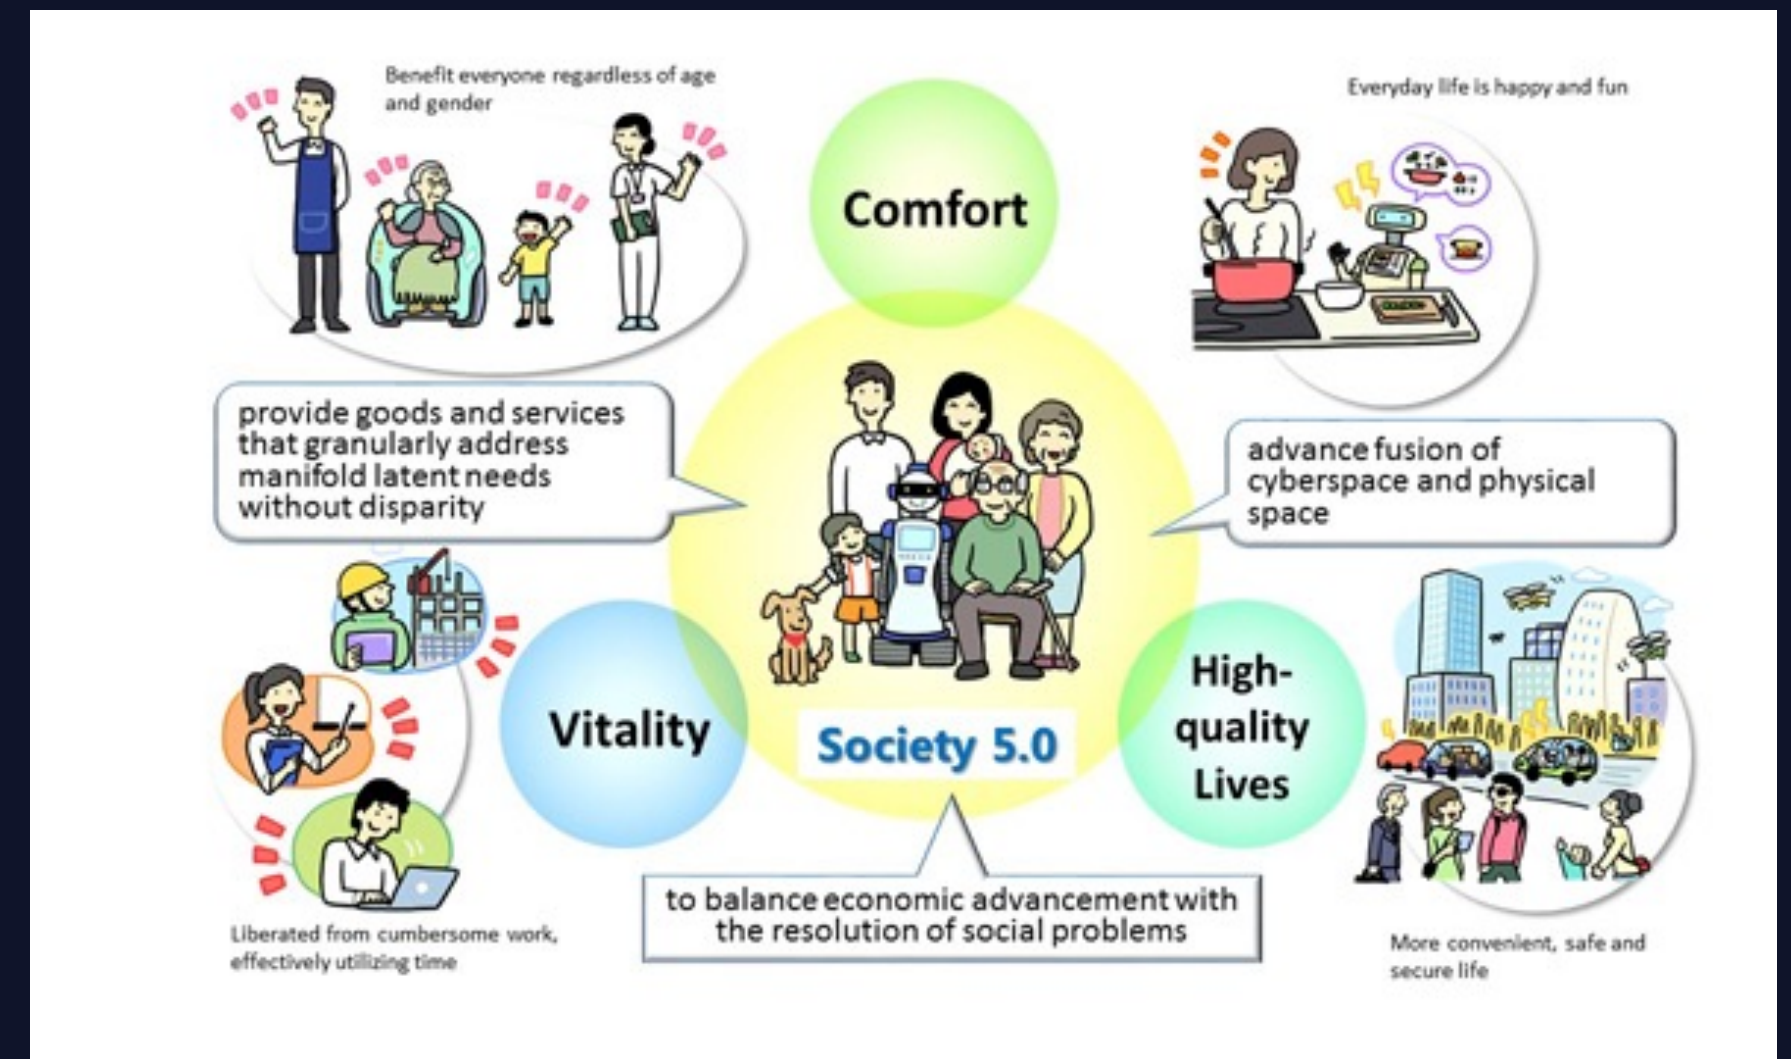 Benefit everyone regardless of age
and gender
Everyday life is happy and fun
Comfort
provide goods and services
that granularly address
manifold latent needs
without disparity
advance fusion of
cyberspace and physical
space
Vitality
Society 5.0
High-
quality
Lives
to balance economic advancement with
the resolution of social problems
Liberated from cumbersome work,
effectively utilizing time
More convenient, safe and
secure life